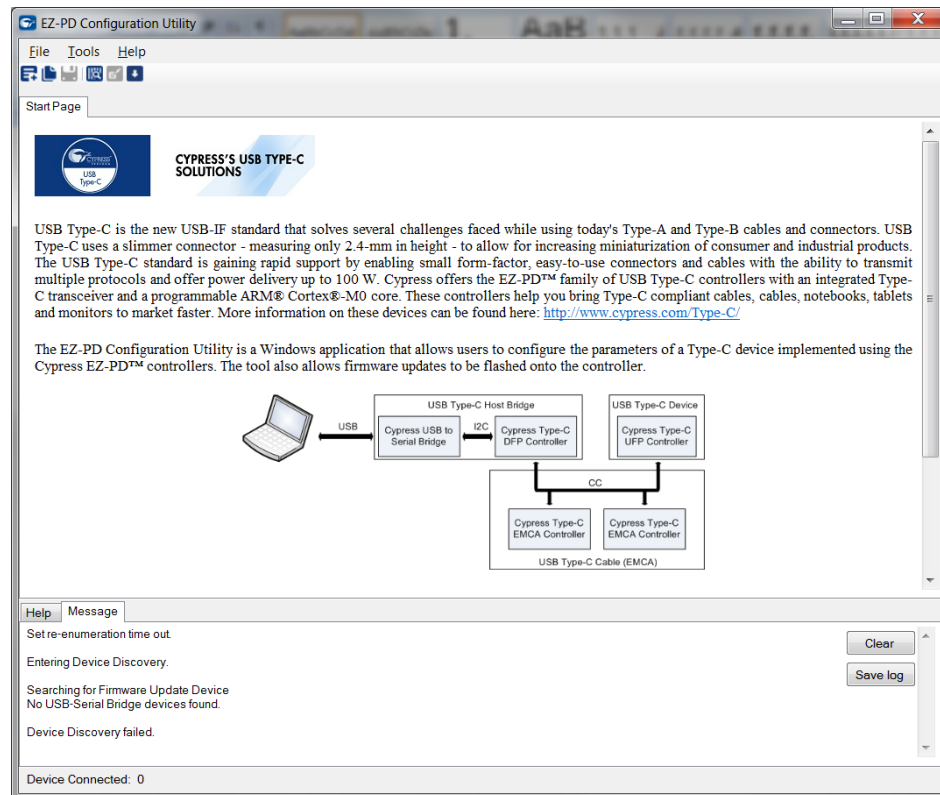 EZ-PD Configuration Utility
File Tools Help
Start Page
CYPRESS
USB
Type-C
CYPRESS'S USB TYPE-C
SOLUTIONS
USB Type-C is the new USB-IF standard that solves several challenges faced while using today's Type-A and Type-B cables and connectors. USB
Type-C uses a slimmer connector - measuring only 2.4-mm in height - to allow for increasing miniaturization of consumer and industrial products.
The USB Type-C standard is gaining rapid support by enabling small form-factor, easy-to-use connectors and cables with the ability to transmit
multiple protocols and offer power delivery up to 100 W. Cypress offers the EZ-PD™ family of USB Type-C controllers with an integrated Type-
C transceiver and a programmable ARM® Cortex®-M0 core. These controllers help you bring Type-C compliant cables, cables, notebooks, tablets
and monitors to market faster. More information on these devices can be found here: http://www.cypress.com/Type-C/
The EZ-PD Configuration Utility is a Windows application that allows users to configure the parameters of a Type-C device implemented using the
Cypress EZ-PD™ controllers. The tool also allows firmware updates to be flashed onto the controller.
USB Type-C Host Bridge
USB Type-C Device
USB
Cypress USB to
Serial Bridge
I2C
Cypress Type-C
DFP Controller
Cypress Type-C
UFP Controller
CC
Cypress Type-C
EMCA Controller
Cypress Type-C
EMCA Controller
USB Type-C Cable (EMCA)
Help Message
Set re-enumeration time out.
Entering Device Discovery.
Searching for Firmware Update Device
No USB-Serial Bridge devices found.
Device Discovery failed.
Clear
Save log
Device Connected: 0